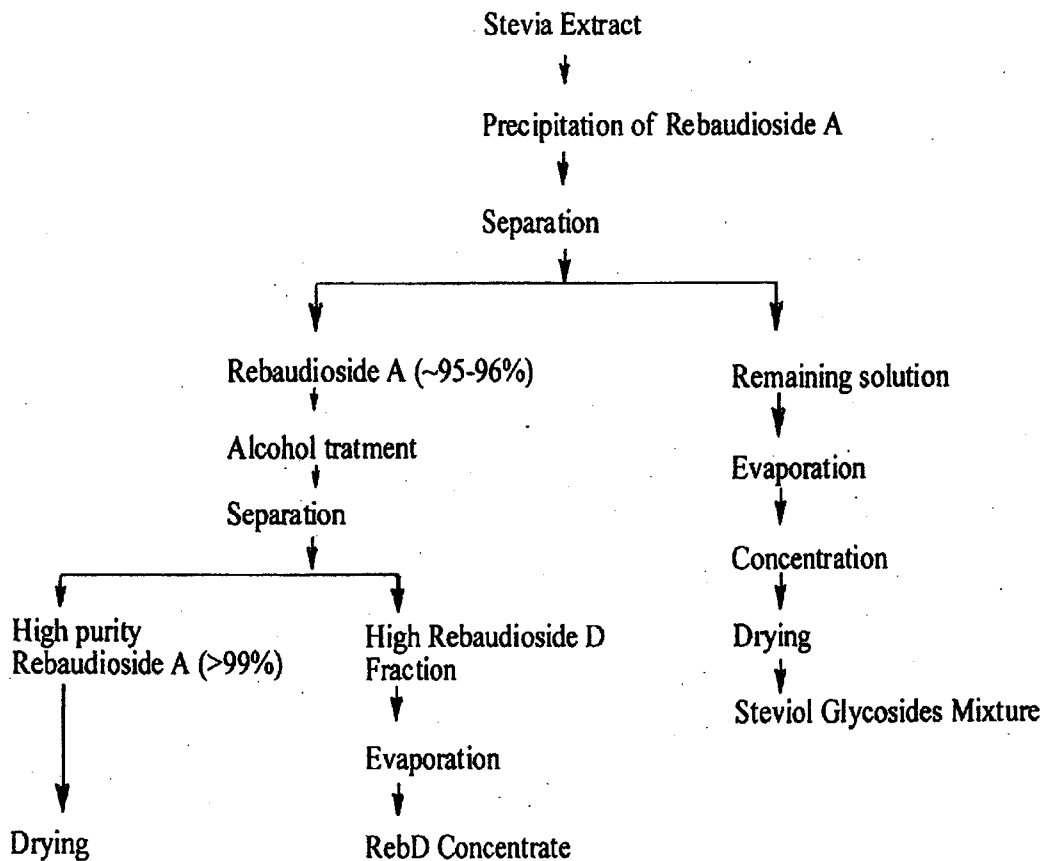 Stevia Extract
Precipitation of Rebaudioside A
Separation
Rebaudioside A (~95-96%)
Remaining solution
Alcohol tratment
Evaporation
Separation
Concentration
High purity
Rebaudioside A (>99%)
High Rebaudioside D
Fraction
Drying
Steviol Glycosides Mixture
Evaporation
Drying
RebD Concentrate